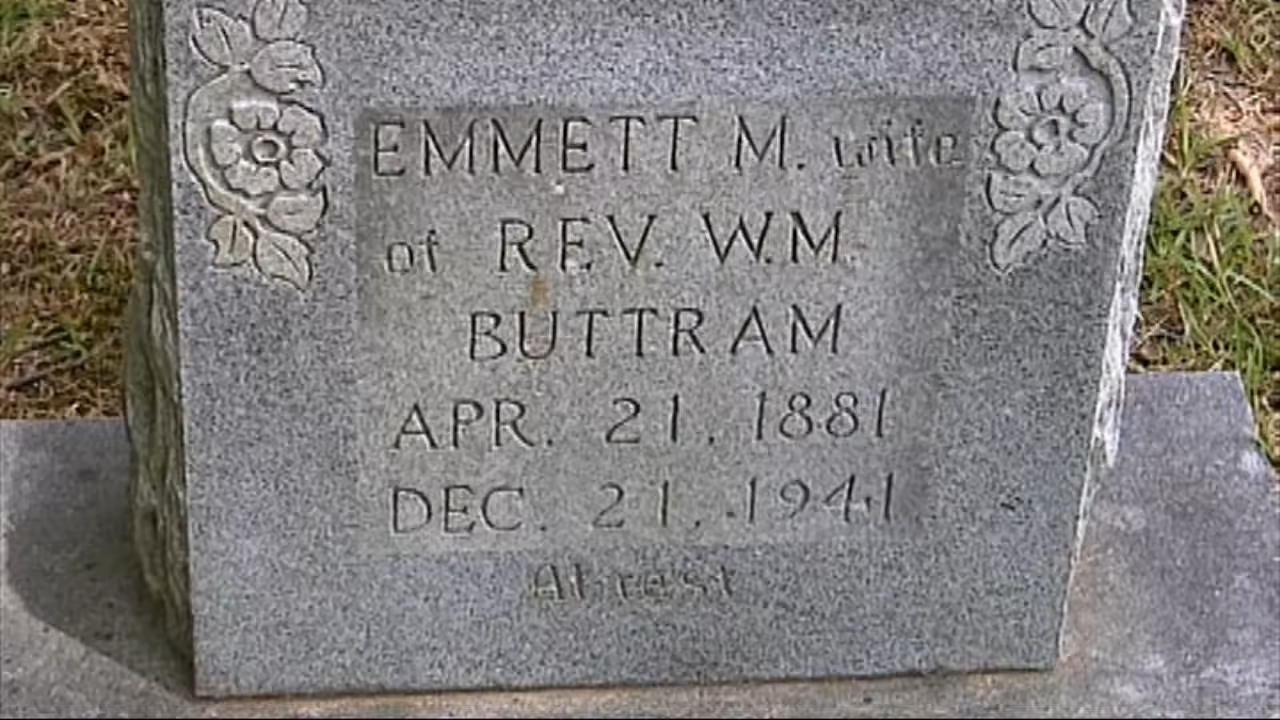 EMMETT M. wife
of REV. W.M.
BUTTRAM
APR. 21, 1881
DEC. 21, 1941
At rest